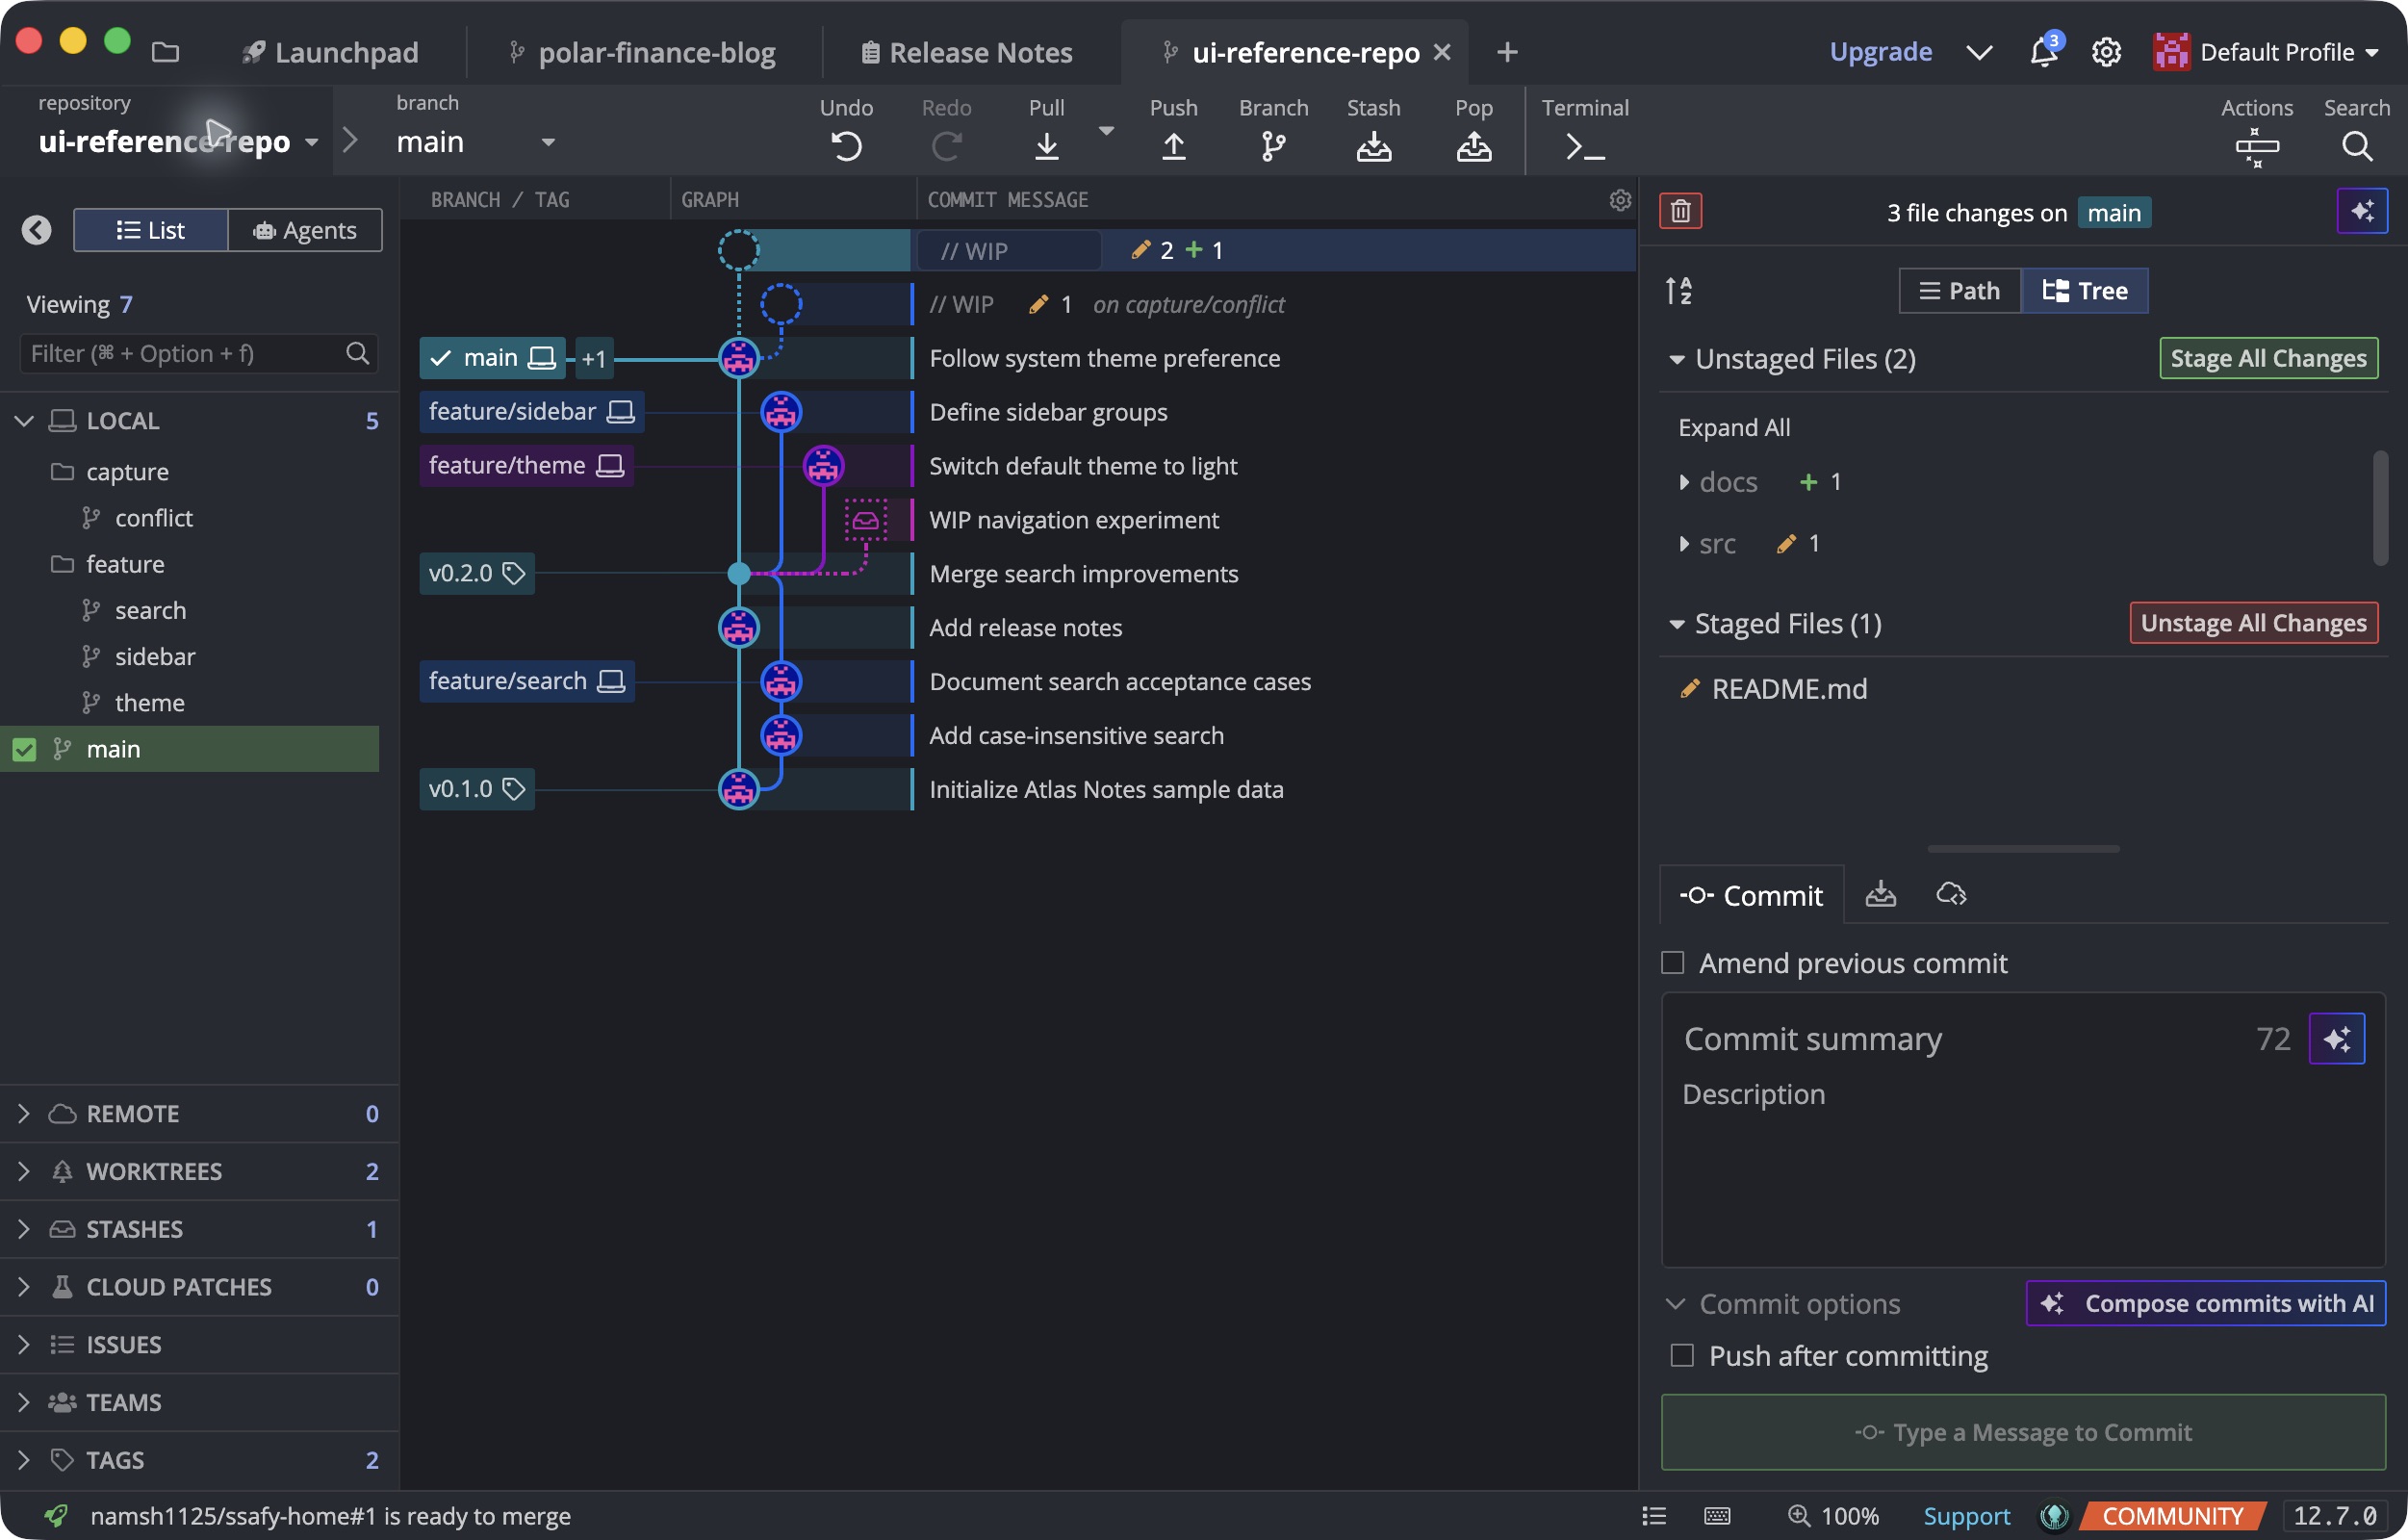 Launchpad
polar-finance-blog
Release Notes
ui-reference-repo
Upgrade
3
Default Profile
repository
ui-reference-repo
branch
main
Undo
Redo
Pull
Push
Branch
Stash
Pop
Terminal
Actions
Search
List
Agents
Viewing 7
Filter (⌘ + Option + f)
LOCAL 5
capture
conflict
feature
search
sidebar
theme
main
REMOTE 0
WORKTREES 2
STASHES 1
CLOUD PATCHES 0
ISSUES
TEAMS
TAGS 2
BRANCH / TAG
GRAPH
COMMIT MESSAGE
// WIP 2 + 1
// WIP 1 on capture/conflict
main +1 Follow system theme preference
feature/sidebar Define sidebar groups
feature/theme Switch default theme to light
WIP navigation experiment
v0.2.0 Merge search improvements
Add release notes
feature/search Document search acceptance cases
Add case-insensitive search
v0.1.0 Initialize Atlas Notes sample data
3 file changes on main
Path
Tree
Unstaged Files (2)
Stage All Changes
Expand All
docs + 1
src 1
Staged Files (1)
Unstage All Changes
README.md
Commit
Amend previous commit
Commit summary 72
Description
Commit options
Compose commits with AI
Push after committing
Type a Message to Commit
namsh1125/ssafy-home#1 is ready to merge
100%
Support
COMMUNITY
12.7.0